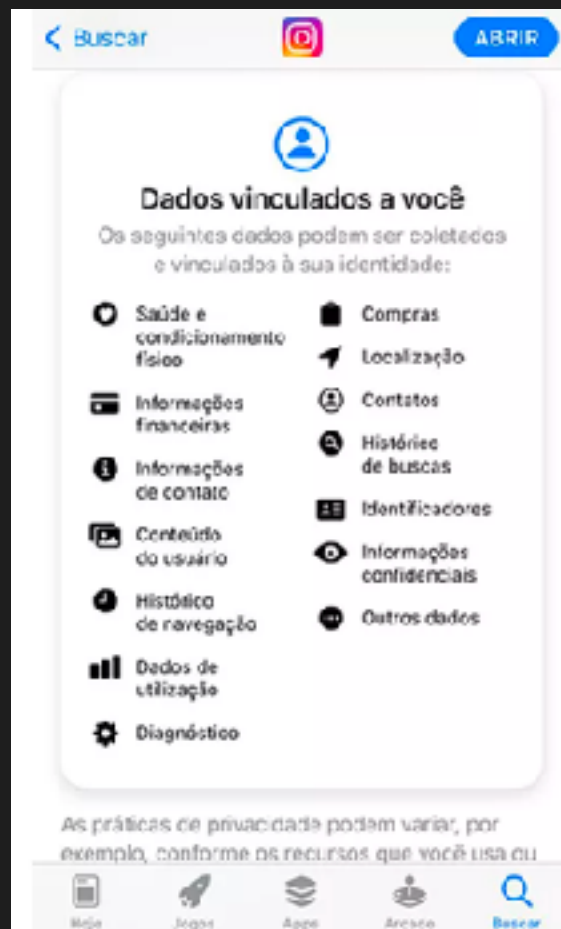 Buscar
ABRIR
Dados vinculados a você
Os seguintes dados podem ser coletados
e vinculados à sua identidade:
Saúde e
condicionamento
físico
Informações
financeiras
Informações
de contato
Conteúdo
do usuário
Histórico
de navegação
Dados de
utilização
Diagnóstico
Compras
Localização
Contatos
Histórico
de buscas
Identificadores
Informações
confidenciais
Outros dados
As práticas de privacidade podem variar, por
exemplo, conforme os recursos que você usa ou
Hoje
Jogos
Apps
Arcade
Buscar